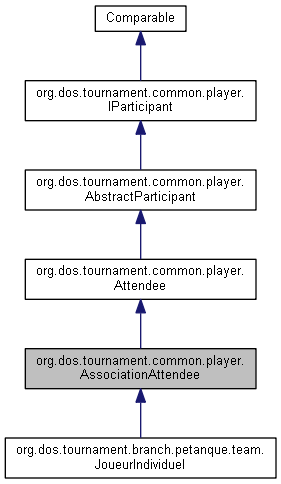 Comparable
org.dos.tournament.common.player.
IParticipant
org.dos.tournament.common.player.
AbstractParticipant
org.dos.tournament.common.player.
Attendee
org.dos.tournament.common.player.
AssociationAttendee
org.dos.tournament.branch.petanque.team.
JoueurIndividuel